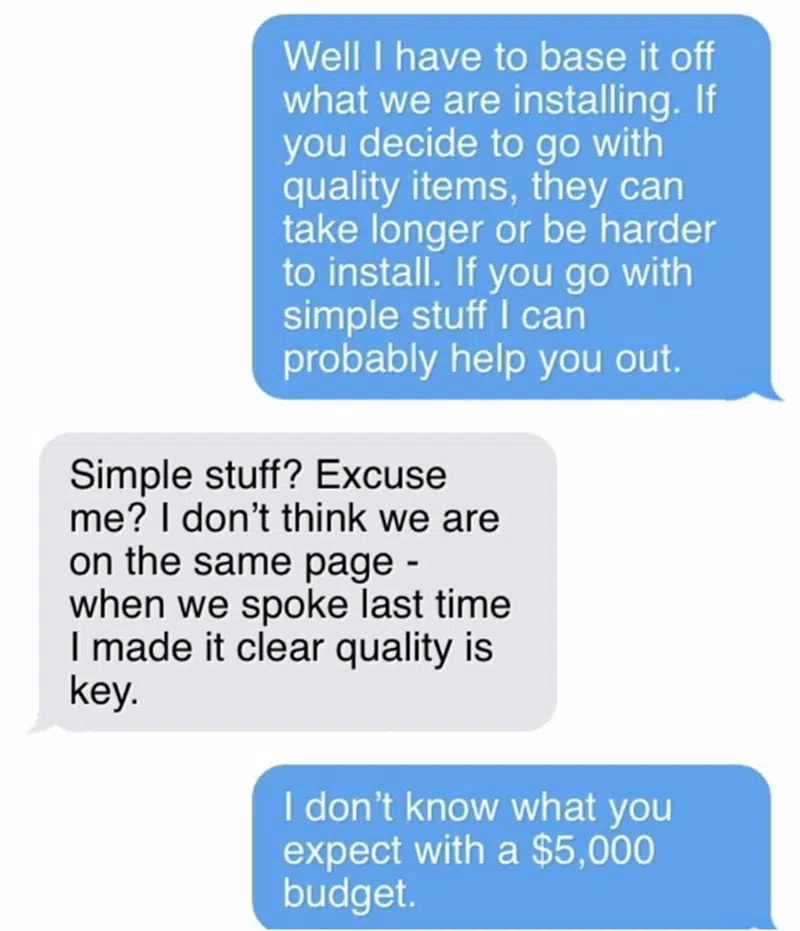 Well I have to base it off
what we are installing. If
you decide to go with
quality items, they can
take longer or be harder
to install. If you go with
simple stuff I can
probably help you out.
Simple stuff? Excuse
me? I don't think we are
on the same page -
when we spoke last time
I made it clear quality is
key.
I don't know what you
expect with a $5,000
budget.